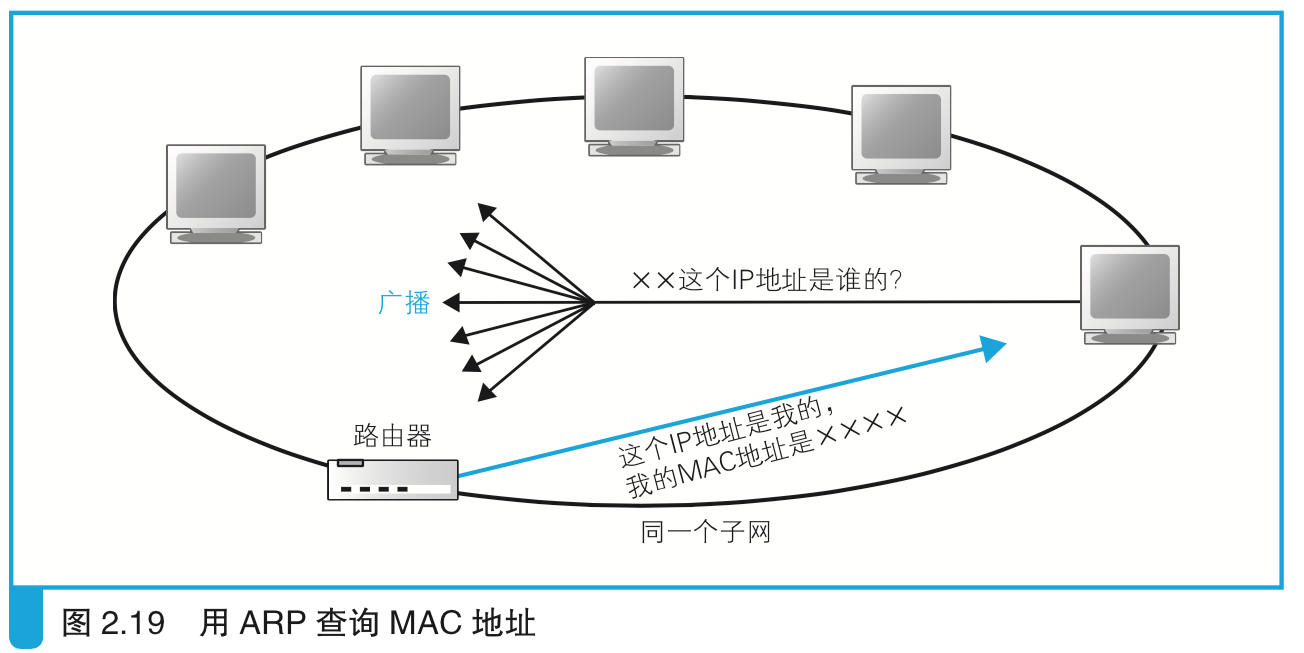 ××这个IP地址是谁的?
广播
这个IP地址是我的，
我的MAC地址是××××
路由器
同一个子网
图 2.19 用 ARP 查询 MAC 地址